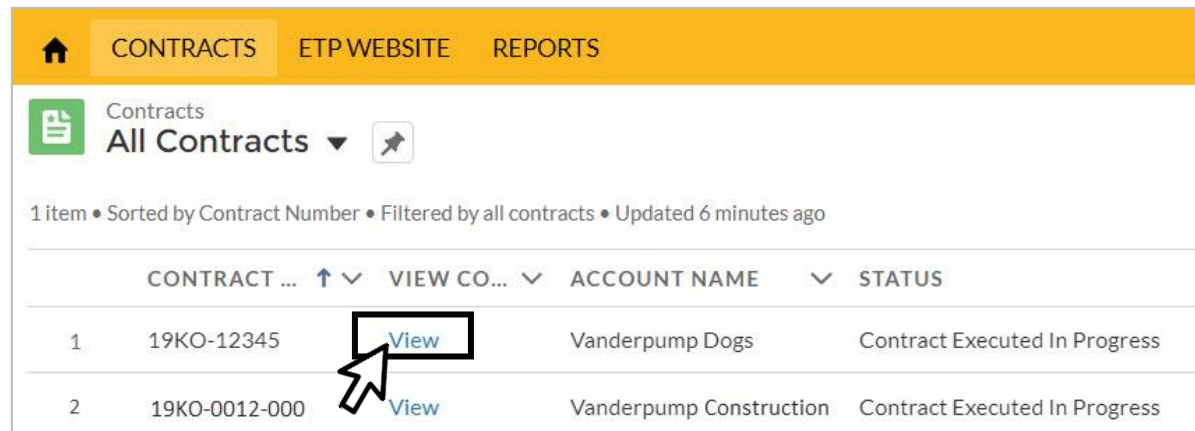 CONTRACTS ETP WEBSITE REPORTS
Contracts
All Contracts
1 item • Sorted by Contract Number • Filtered by all contracts • Updated 6 minutes ago
CONTRACT ... VIEW CO... ACCOUNT NAME STATUS
1 19KO-12345 View Vanderpump Dogs Contract Executed In Progress
2 19KO-0012-000 View Vanderpump Construction Contract Executed In Progress